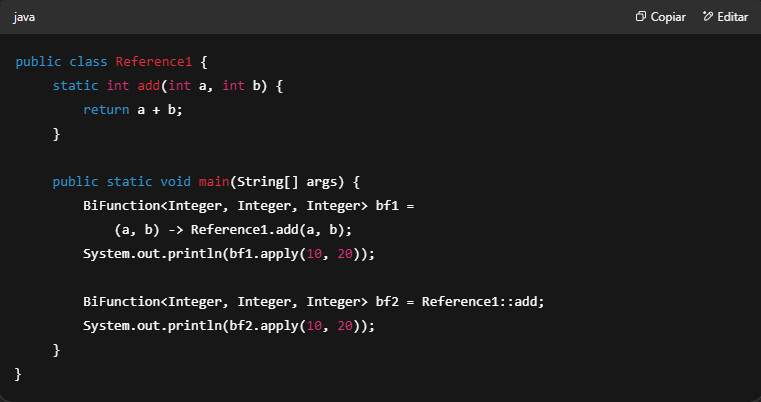 java
Copiar
Editar
public class Reference1 {
    static int add(int a, int b) {
        return a + b;
    }

    public static void main(String[] args) {
        BiFunction<Integer, Integer, Integer> bf1 =
            (a, b) -> Reference1.add(a, b);
        System.out.println(bf1.apply(10, 20));

        BiFunction<Integer, Integer, Integer> bf2 = Reference1::add;
        System.out.println(bf2.apply(10, 20));
    }
}